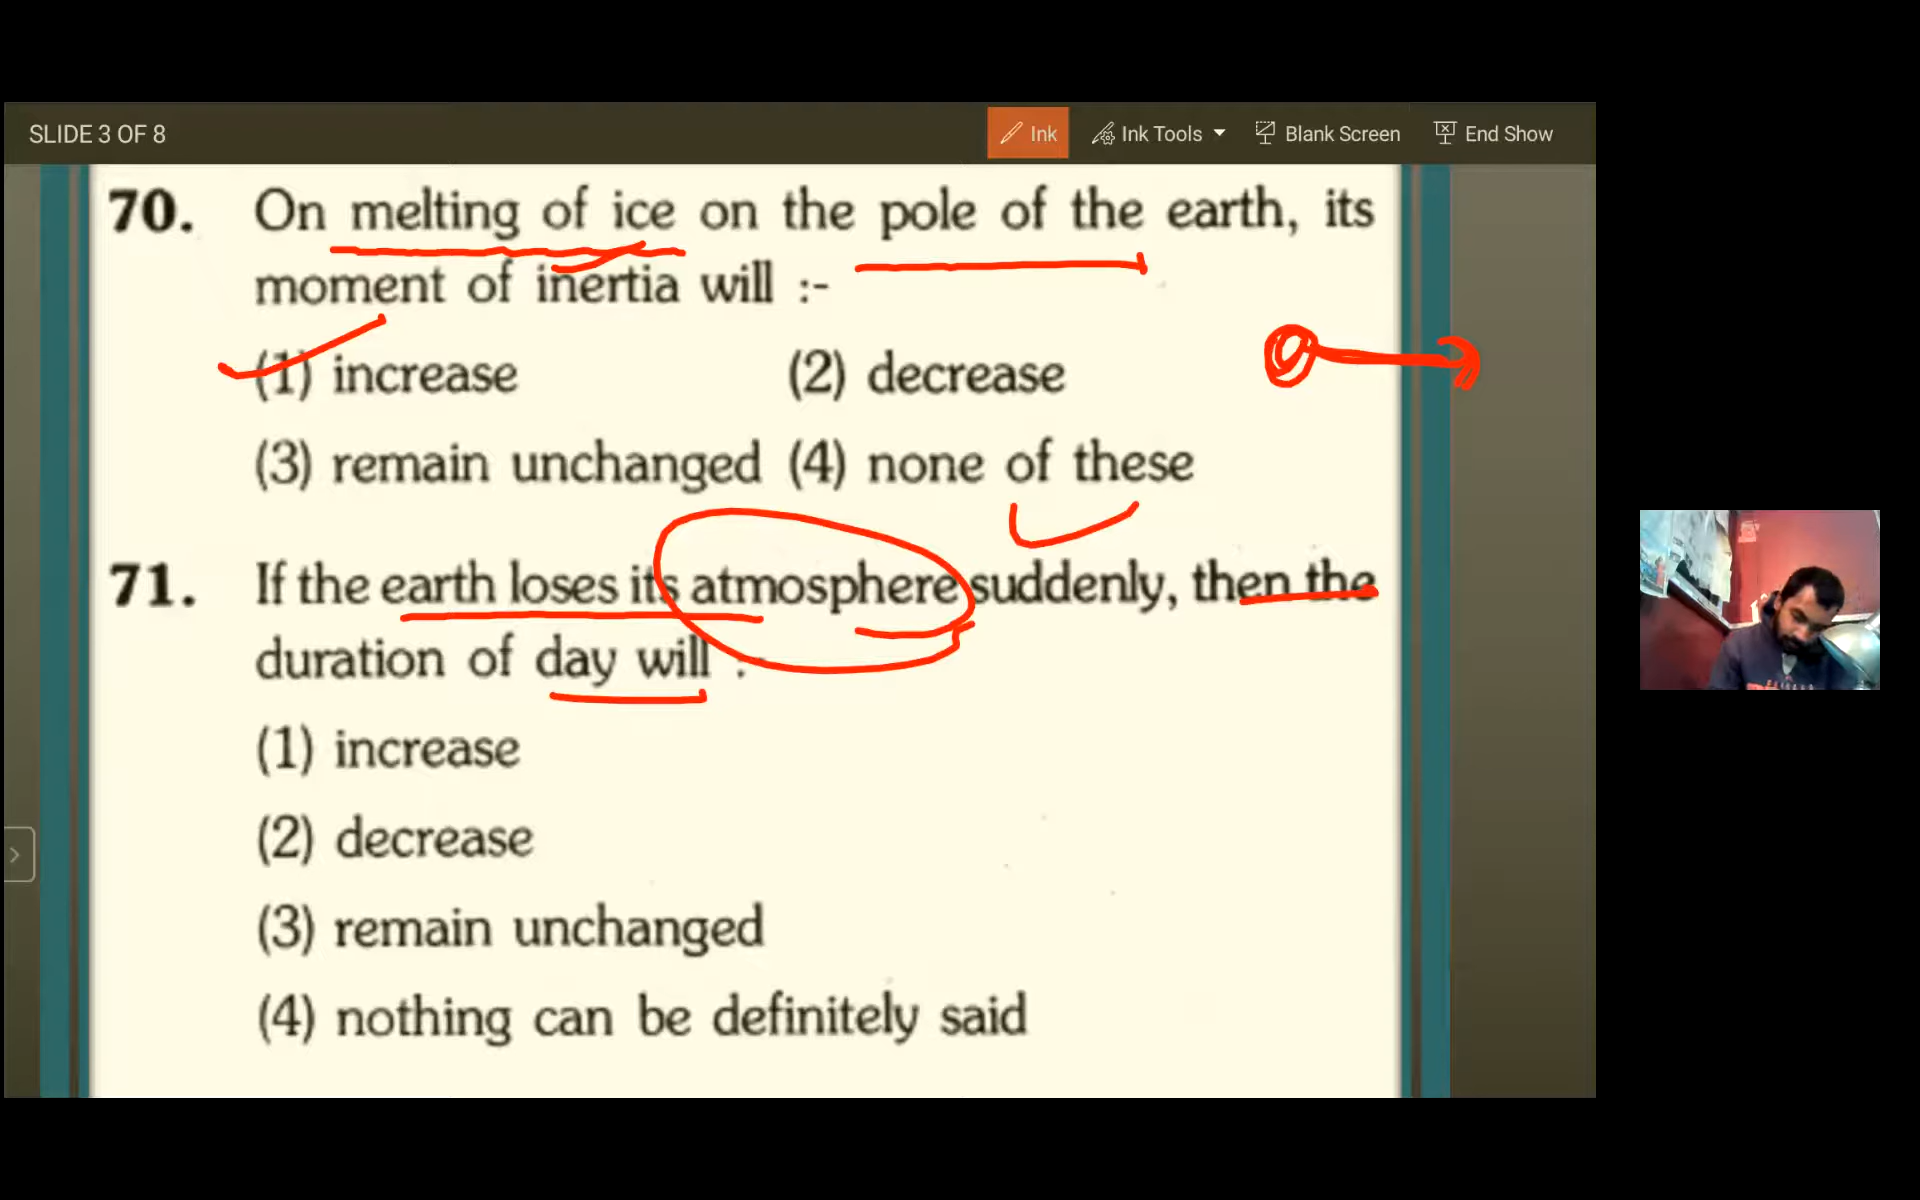 SLIDE 3 OF 8
Ink
Ink Tools
Blank Screen
End Show
70. On melting of ice on the pole of the earth, its
moment of inertia will :-
(1) increase (2) decrease
(3) remain unchanged (4) none of these
71. If the earth loses its atmosphere suddenly, then the
duration of day will :-
(1) increase
(2) decrease
(3) remain unchanged
(4) nothing can be definitely said